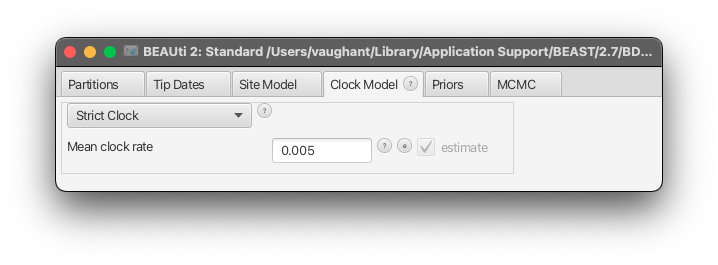 BEAUti 2: Standard /Users/vaughant/Library/Application Support/BEAST/2.7/BD...
Partitions Tip Dates Site Model Clock Model ? Priors MCMC
Strict Clock ?
Mean clock rate 0.005 ? e estimate